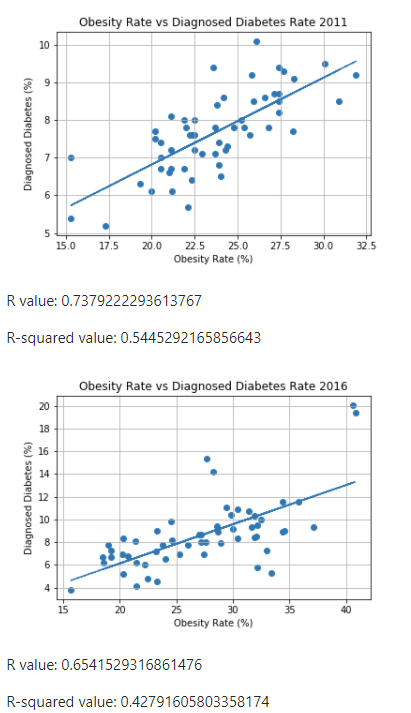 Obesity Rate vs Diagnosed Diabetes Rate 2011
10
9
8
7
6
5
Diagnosed Diabetes (%)
15.0 17.5 20.0 22.5 25.0 27.5 30.0 32.5
Obesity Rate (%)
R value: 0.7379222293613767
R-squared value: 0.5445292165856643
Obesity Rate vs Diagnosed Diabetes Rate 2016
20
18
16
14
12
10
8
6
4
Diagnosed Diabetes (%)
15 20 25 30 35 40
Obesity Rate (%)
R value: 0.6541529316861476
R-squared value: 0.42791605803358174